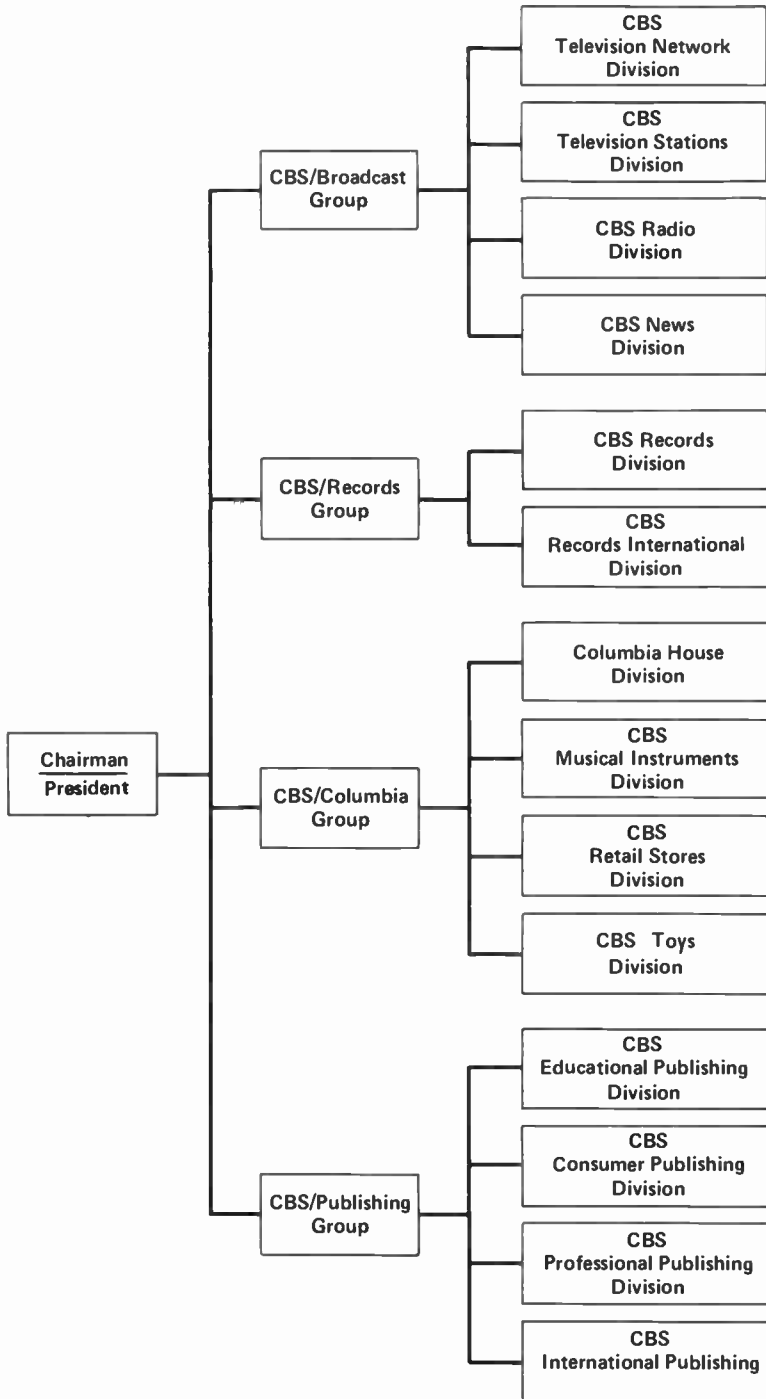 CBS
Television Network
Division
CBS
Television Stations
Division
CBS/Broadcast
Group
CBS Radio
Division
CBS News
Division
CBS Records
Division
CBS/Records
Group
CBS
Records International
Division
Columbia House
Division
Chairman
President
CBS
Musical Instruments
Division
CBS/Columbia
Group
CBS
Retail Stores
Division
CBS Toys
Division
CBS
Educational Publishing
Division
CBS
Consumer Publishing
Division
CBS/Publishing
Group
CBS
Professional Publishing
Division
CBS
International Publishing